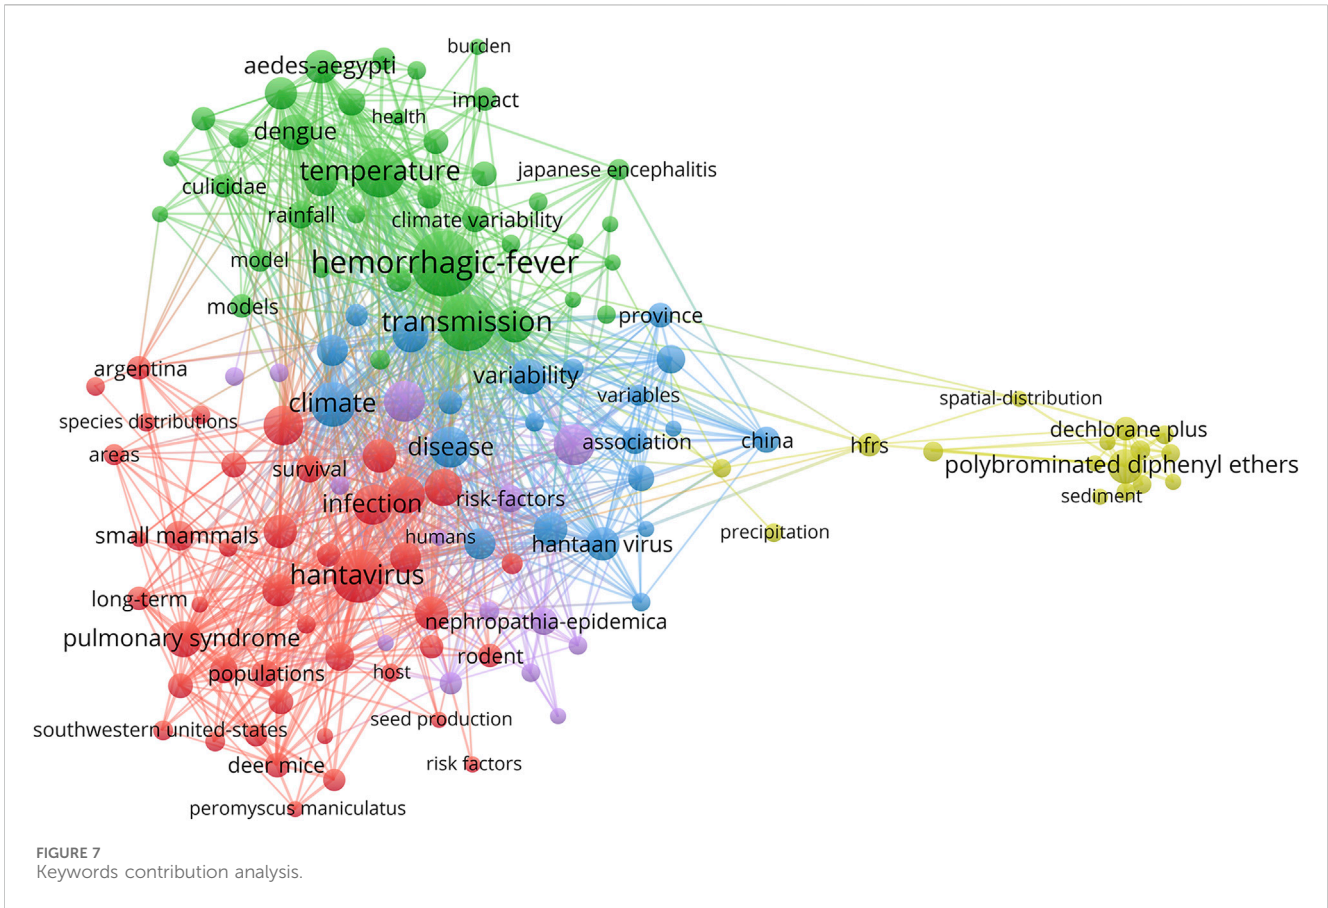 burden
aedes-aegypti
impact
health
dengue
temperature
japanese encephalitis
culicidae
rainfall
climate variability
model
hemorrhagic-fever
models
province
transmission
argentina
variability
variables
spatial-distribution
climate
species distributions
dechlorane plus
china
association
hfrs
disease
areas
polybrominated diphenyl ethers
survival
sediment
risk-factors
infection
precipitation
small mammals
humans
hantaan virus
hantavirus
long-term
nephropathia-epidemica
pulmonary syndrome
rodent
host
populations
seed production
southwestern united-states
risk factors
deer mice
peromyscus maniculatus
FIGURE 7
Keywords contribution analysis.